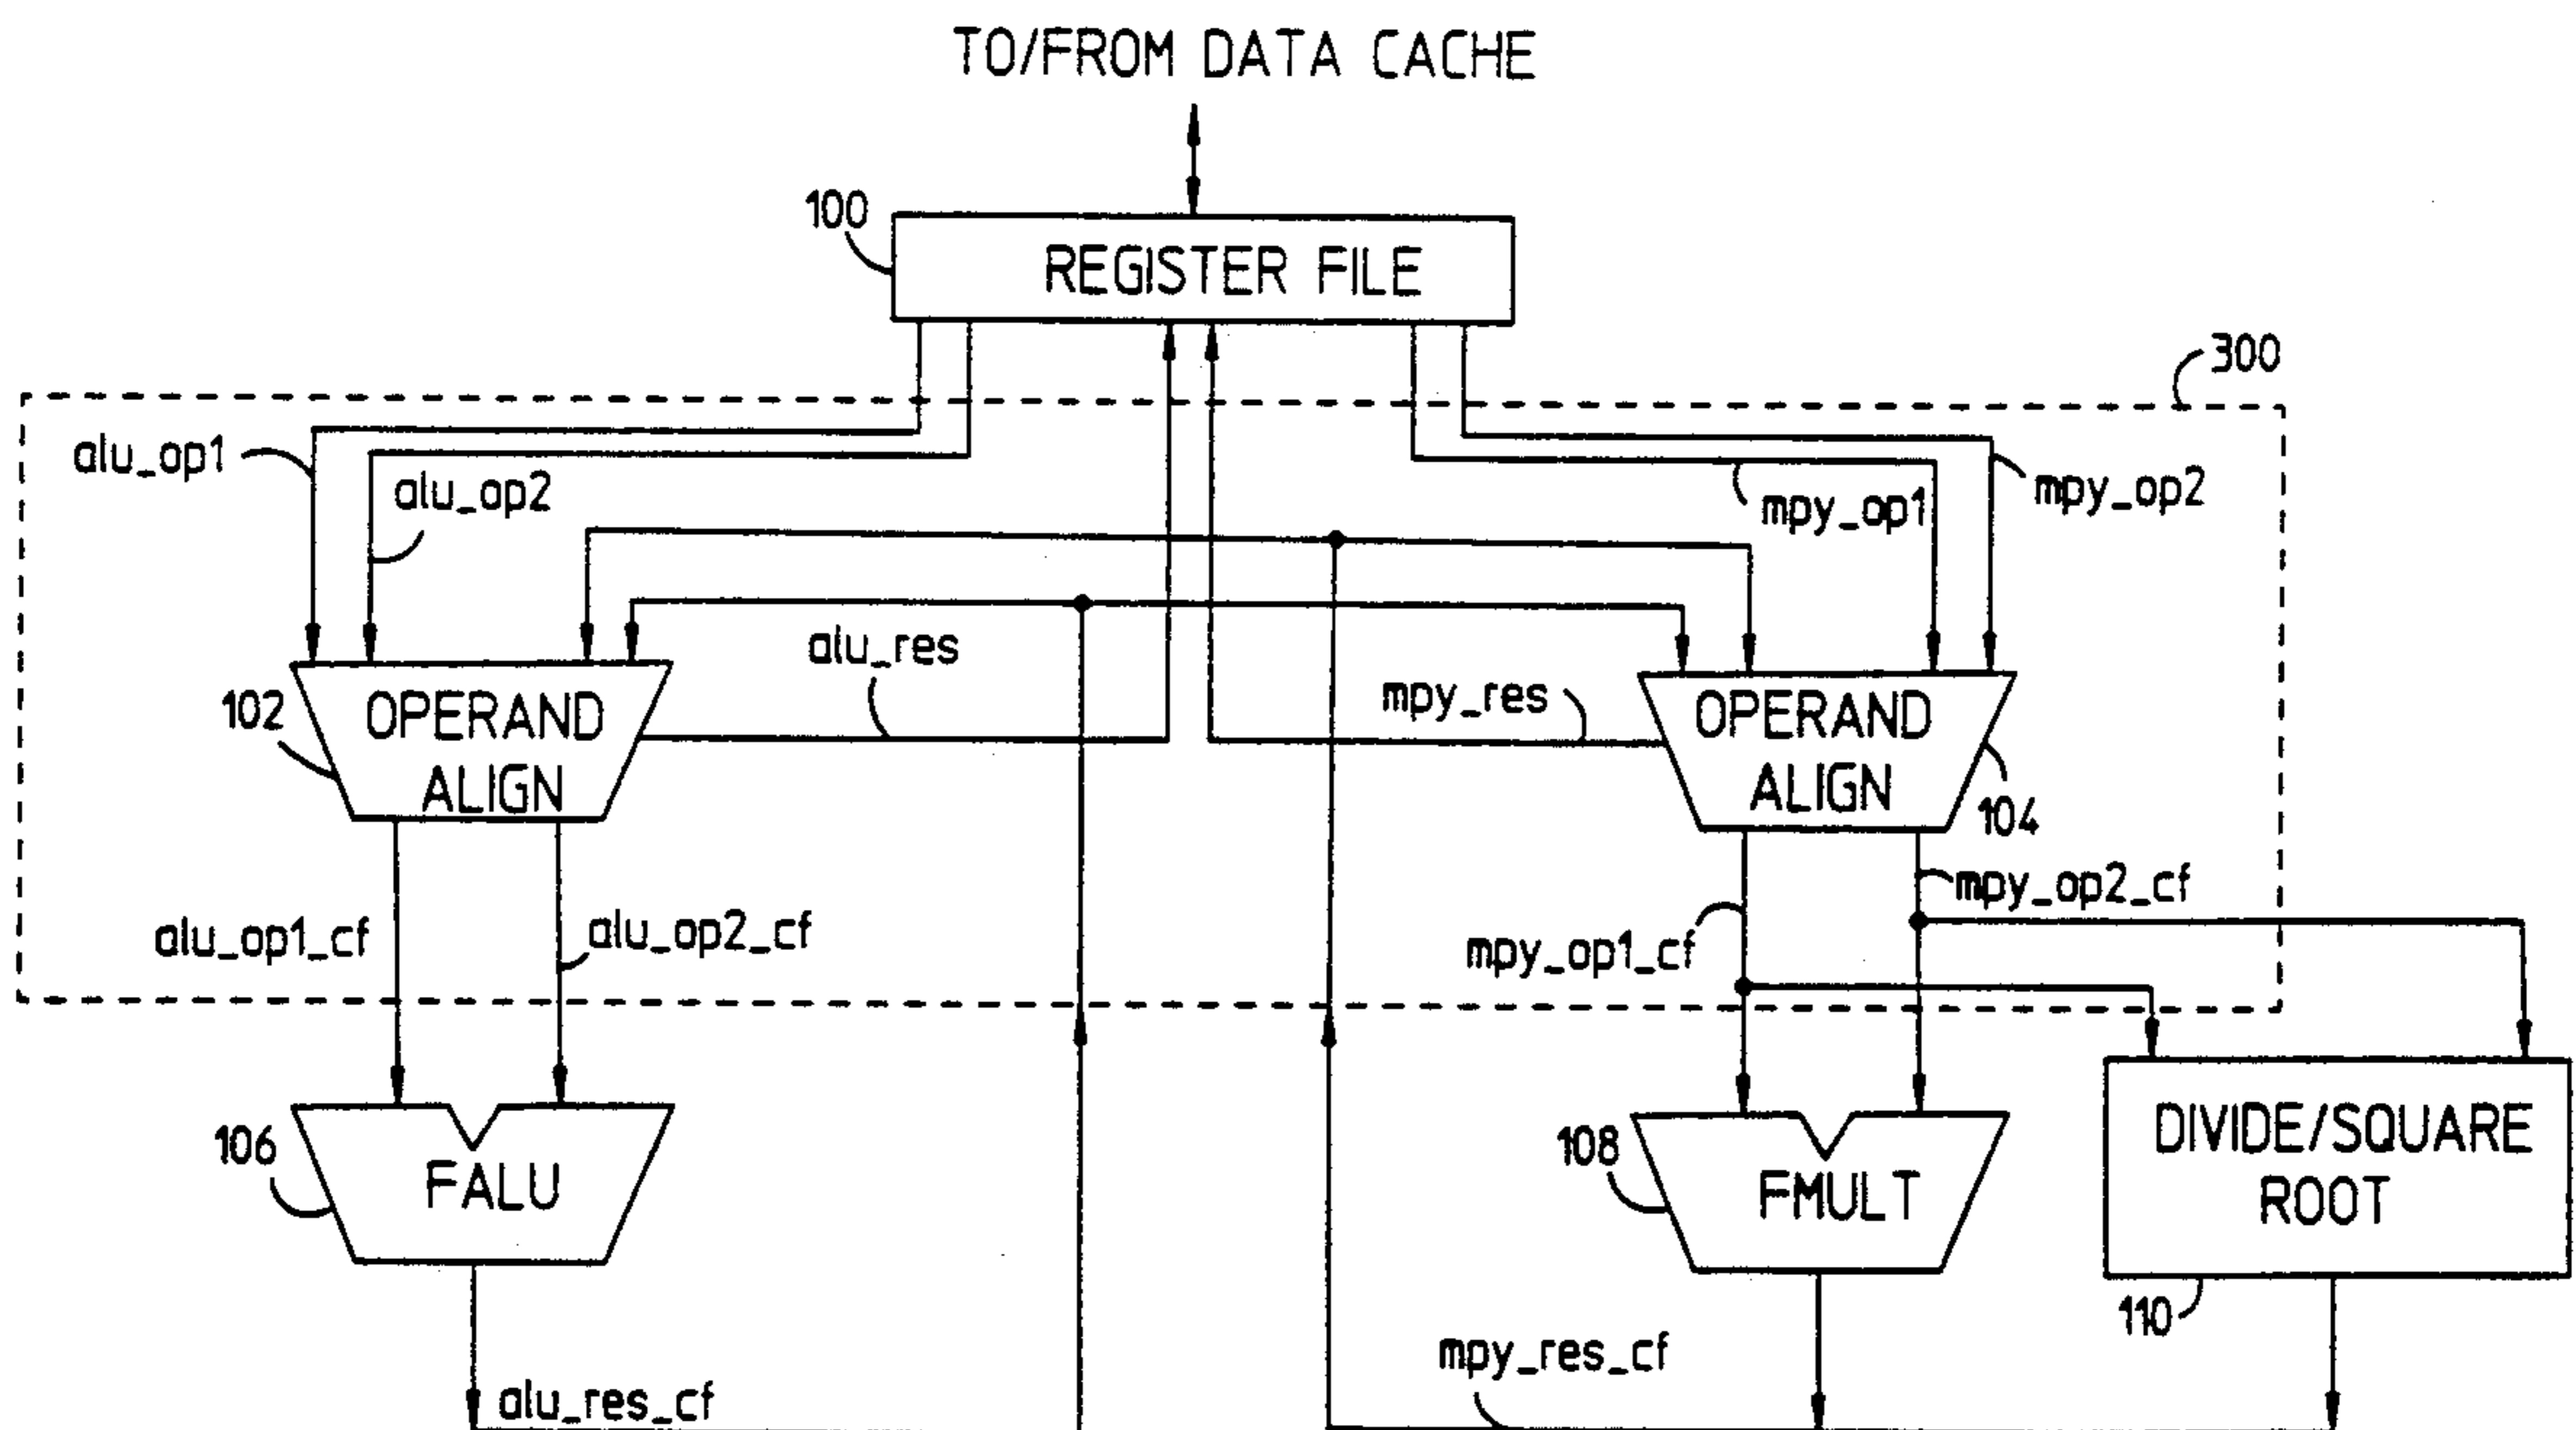 TO/FROM DATA CACHE
100
REGISTER FILE
300
alu_op1
alu_op2
mpy_op1
mpy_op2
alu_res
mpy_res
102
OPERAND
ALIGN
OPERAND
ALIGN
104
alu_op1_cf
alu_op2_cf
mpy_op1_cf
mpy_op2_cf
106
FALU
108
FMULT
DIVIDE/SQUARE
ROOT
110
alu_res_cf
mpy_res_cf